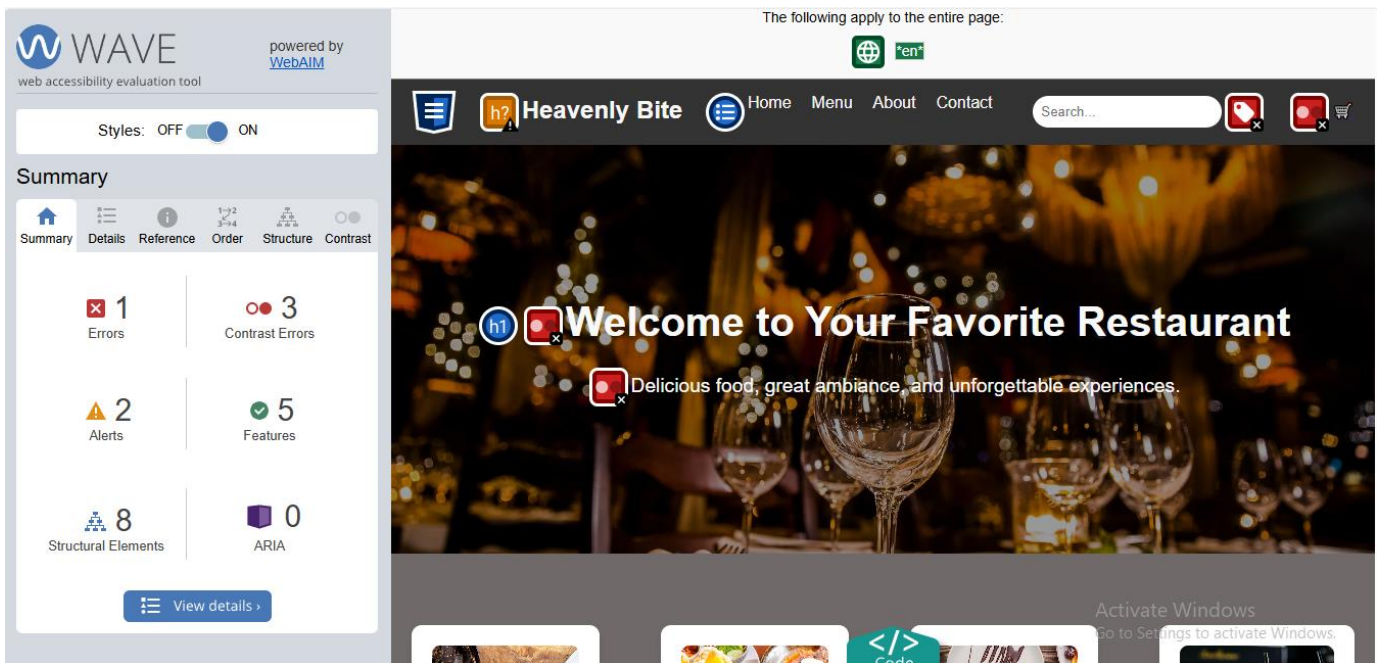 WAVE
web accessibility evaluation tool
powered by
WebAIM
Styles: OFF ON
Summary
Summary Details Reference Order Structure Contrast
1
Errors
3
Contrast Errors
2
Alerts
5
Features
8
Structural Elements
0
ARIA
View details ›
The following apply to the entire page:
*en*
h? Heavenly Bite Home Menu About Contact Search...
h1 Welcome to Your Favorite Restaurant
Delicious food, great ambiance, and unforgettable experiences.
Activate Windows
Go to Settings to activate Windows.
</>
Code